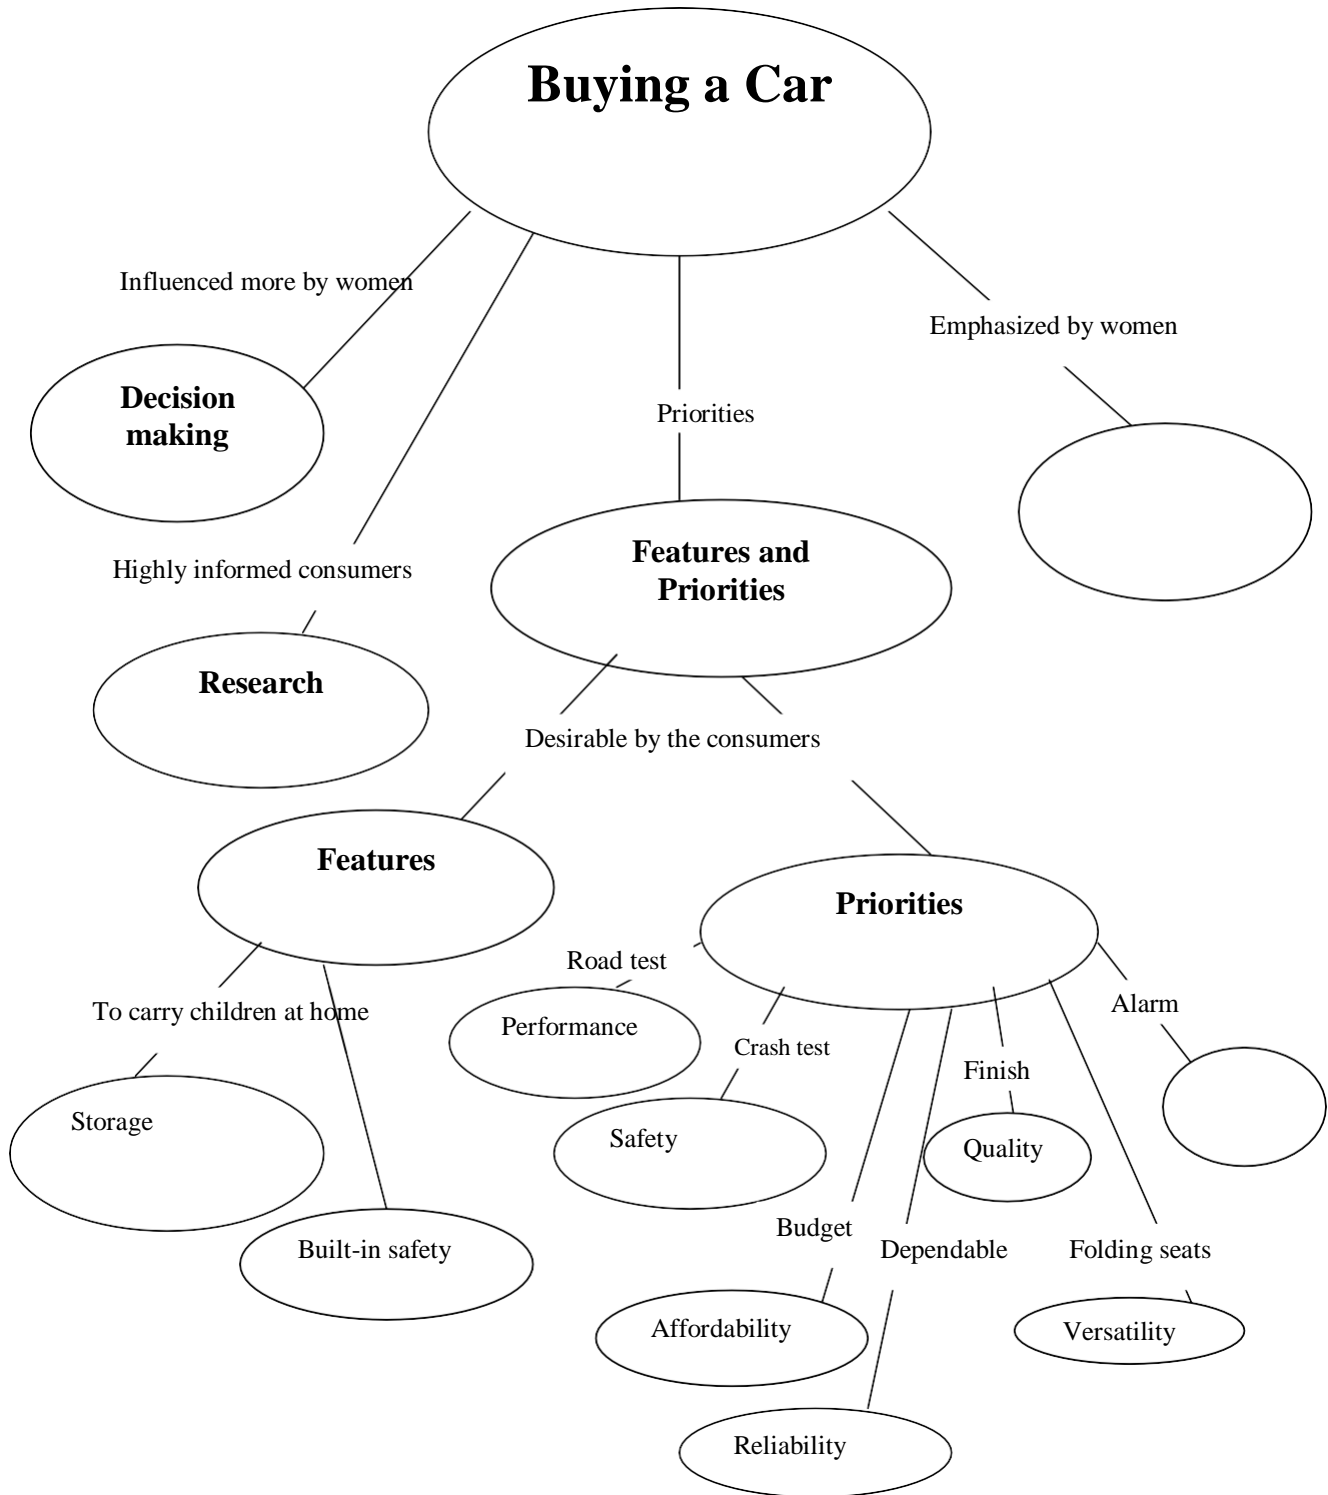 Buying a Car
Influenced more by women
Emphasized by women
Decision
making
Priorities
Features and
Priorities
Highly informed consumers
Research
Desirable by the consumers
Features
Priorities
Road test
Alarm
To carry children at home
Performance
Crash test
Finish
Storage
Safety
Quality
Budget
Built-in safety
Dependable
Folding seats
Affordability
Versatility
Reliability